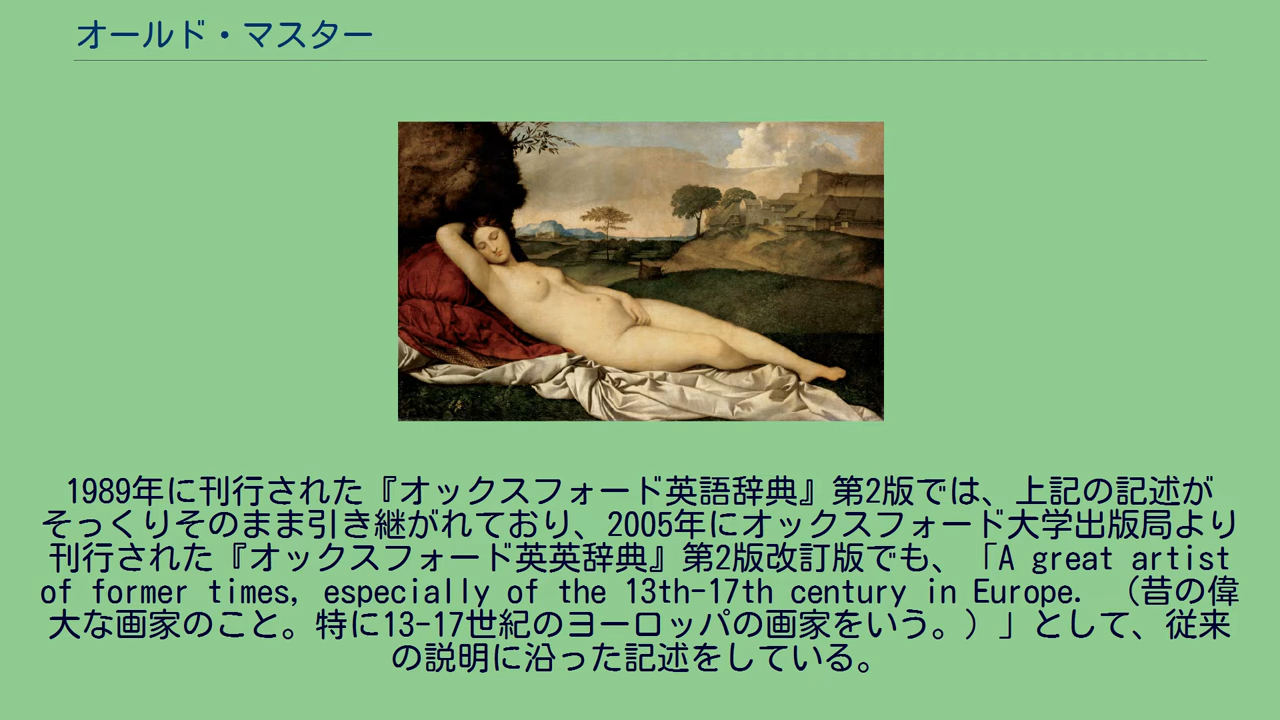 オールド・マスター
1989年に刊行された『オックスフォード英語辞典』第2版では、上記の記述が
そっくりそのまま引き継がれており、2005年にオックスフォード大学出版局より
刊行された『オックスフォード英英辞典』第2版改訂版でも、「A great artist
of former times, especially of the 13th-17th century in Europe. （昔の偉
大な画家のこと。特に13-17世紀のヨーロッパの画家をいう。）」として、従来
の説明に沿った記述をしている。